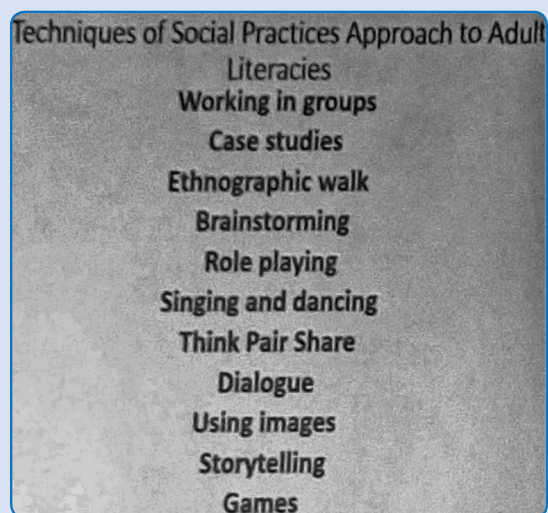 Techniques of Social Practices Approach to Adult
Literacies
Working in groups
Case studies
Ethnographic walk
Brainstorming
Role playing
Singing and dancing
Think Pair Share
Dialogue
Using images
Storytelling
Games